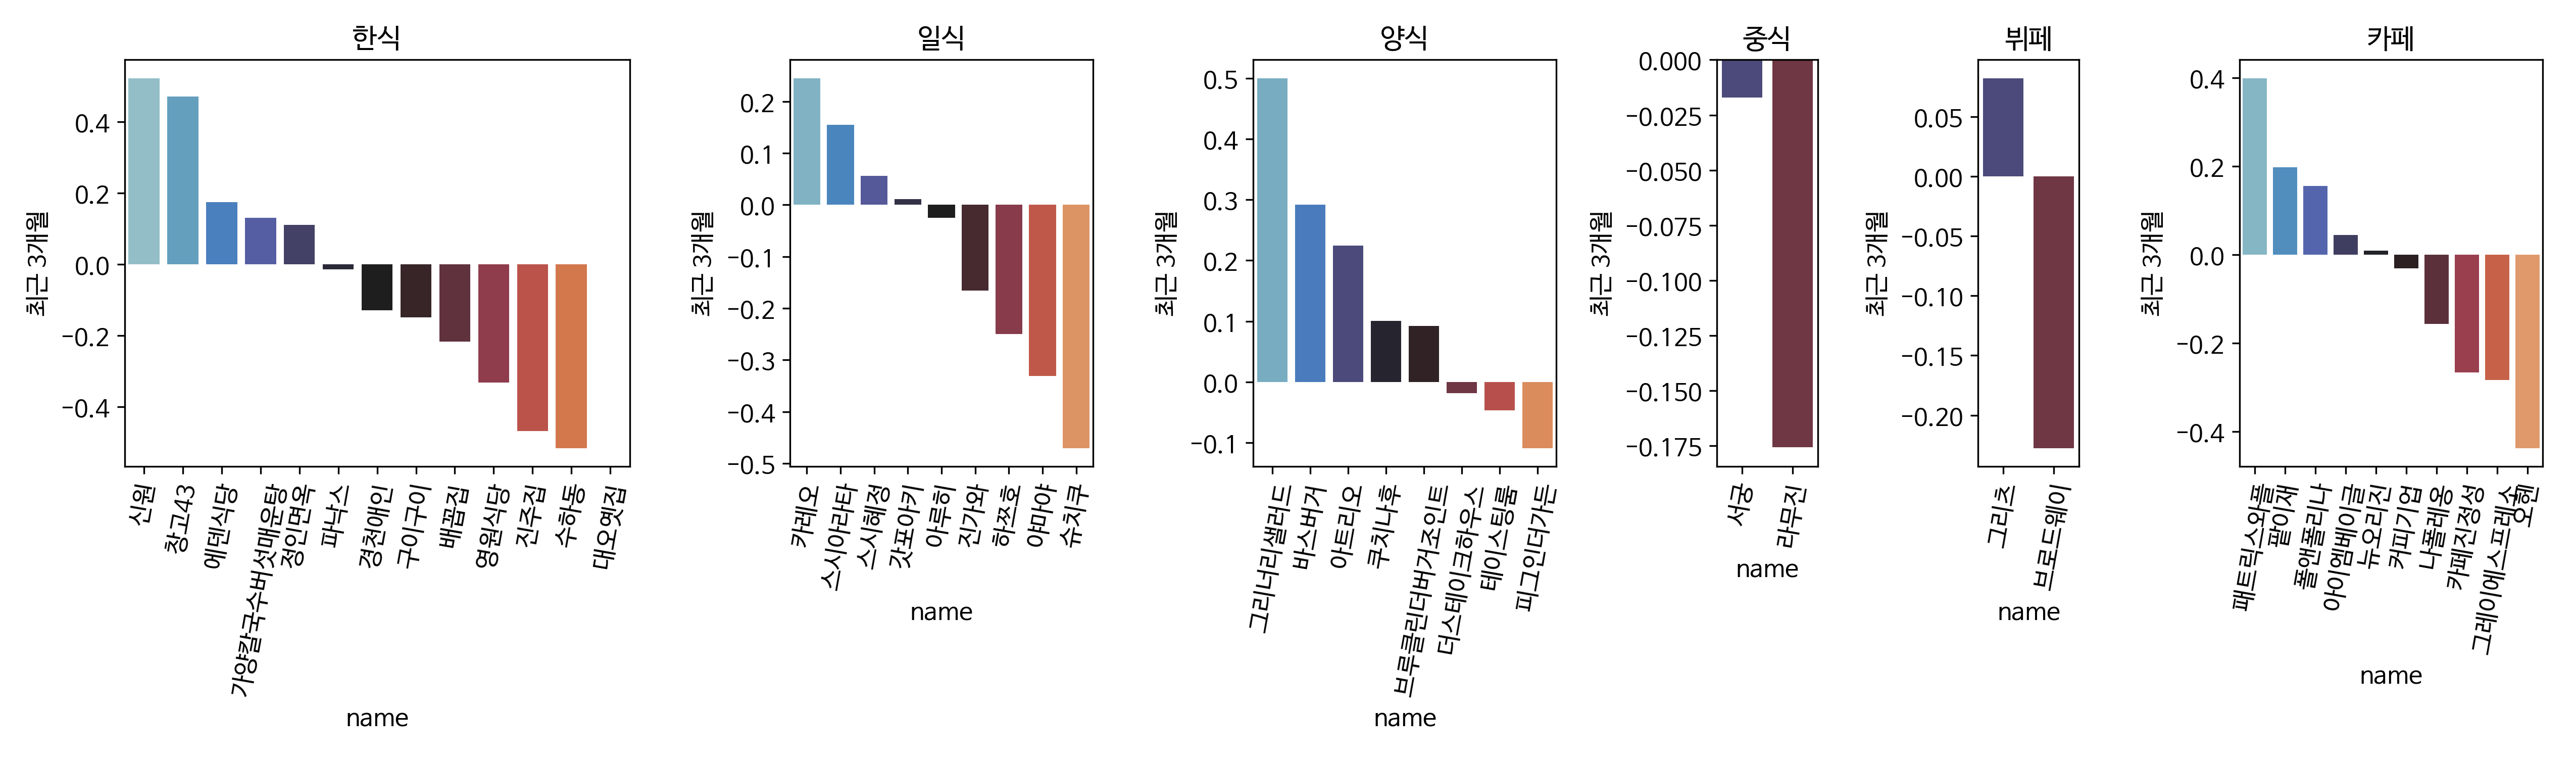 한식
최근 3개월
0.4
0.2
0.0
−0.2
−0.4
신원
창고43
에덴식당
가양칼국수버섯매운탕
정인면옥
파낙스
경천애인
구이구이
배꼽집
영원식당
진주집
수하동
대오옛집
name
일식
최근 3개월
0.2
0.1
0.0
−0.1
−0.2
−0.3
−0.4
−0.5
카레오
스시아라타
스시혜정
갓포아키
아루히
진가와
하쯔호
야마야
슈치쿠
name
양식
최근 3개월
0.5
0.4
0.3
0.2
0.1
0.0
−0.1
그리너리샐러드
바스버거
아트리오
쿠치나후
브루클린더버거조인트
더스테이크하우스
테이스팅룸
피그인더가든
name
중식
최근 3개월
0.000
−0.025
−0.050
−0.075
−0.100
−0.125
−0.150
−0.175
서궁
라무진
name
뷔페
최근 3개월
0.05
0.00
−0.05
−0.10
−0.15
−0.20
그리츠
브로드웨이
name
카페
최근 3개월
0.4
0.2
0.0
−0.2
−0.4
패트릭스와플
팥이재
폴앤폴리나
아이엠베이글
뉴오리진
커피기업
나폴레옹
카페진정성
그레이에스프레소
오헨
name